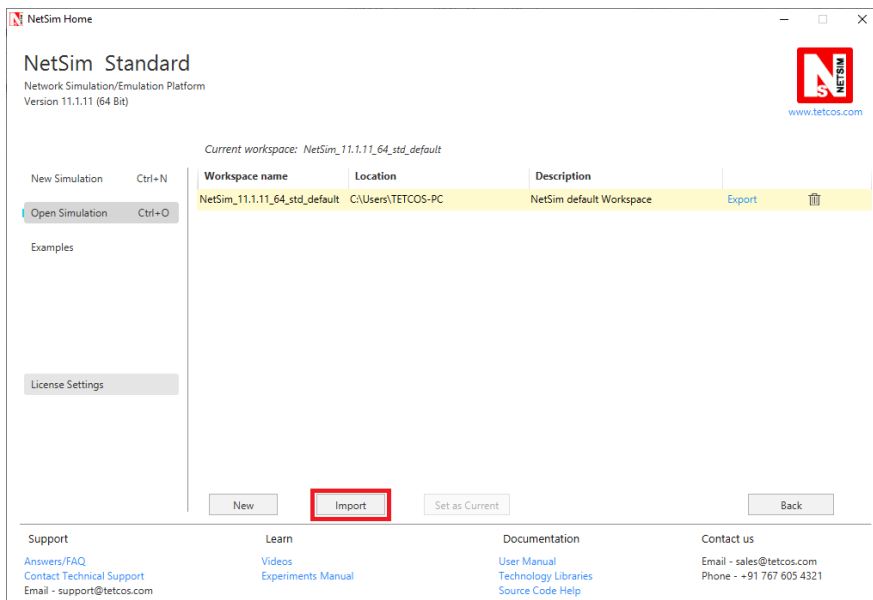 NetSim Home
NetSim Standard
Network Simulation/Emulation Platform
Version 11.1.11 (64 Bit)
NETSIM
NS
www.tetcos.com
Current workspace: NetSim_11.1.11_64_std_default
New Simulation Ctrl+N
Open Simulation Ctrl+O
Examples
License Settings
Workspace name Location Description
NetSim_11.1.11_64_std_default C:\Users\TETCOS-PC NetSim default Workspace Export
New Import Set as Current Back
Support
Answers/FAQ
Contact Technical Support
Email - support@tetcos.com
Learn
Videos
Experiments Manual
Documentation
User Manual
Technology Libraries
Source Code Help
Contact us
Email - sales@tetcos.com
Phone - +91 767 605 4321